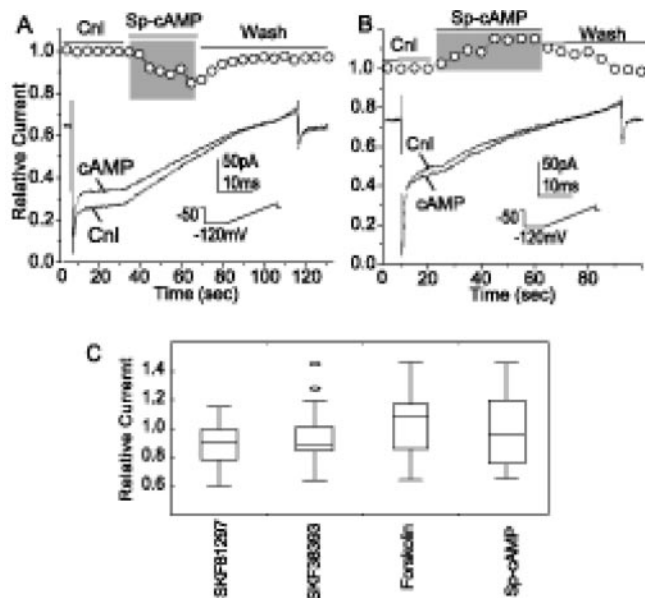 A
Sp-cAMP
Cnl
Wash
1.0
0.8
0.6
0.4
0.2
0.0
Relative Current
cAMP
Cnl
50pA
10ms
-50
-120mV
0 20 40 60 80 100 120
Time (sec)
B
Sp-cAMP
Cnl
Wash
1.0
0.8
0.6
0.4
0.2
0.0
Cnl
cAMP
50pA
10ms
-50
-120mV
0 20 40 60 80
Time (sec)
C
Relative Currernt
1.4
1.2
1.0
0.8
0.6
SKF81297
SKF38393
Forskolin
Sp-cAMP